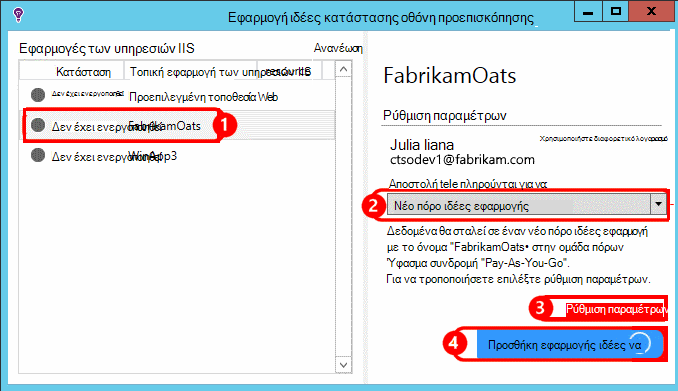 Εφαρμογή ιδέες κατάστασης οθόνη προεπισκόπησης
Εφαρμογές των υπηρεσιών IIS
Ανανέωση
Κατάσταση Τοπική εφαρμογή των υπηρεσιών IIS
Δεν έχει ενεργοποιηθεί Προεπιλεγμένη τοποθεσία Web
Δεν έχει ενεργοποιηθεί FabrikamOats
1
Δεν έχει ενεργοποιηθεί WinApp3
FabrikamOats
Ρύθμιση παραμέτρων
Χρησιμοποιήστε διαφορετικό λογαριασμό
Julia liana
ctsodev1@fabrikam.com
Αποστολή tele πληρούνται για να
2
Νέο πόρο ιδέες εφαρμογής
Δεδομένα θα σταλεί σε έναν νέο πόρο ιδέες εφαρμογή
με το όνομα "FabrikamOats• στην ομάδα πόρων
Ύφασμα συνδρομή "Pay-As-You-Go".
Για να τροποποιήσετε επιλέξτε ρύθμιση παραμέτρων.
3
Ρύθμιση παραμέτρων
4
Προσθήκη εφαρμογής ιδέες να